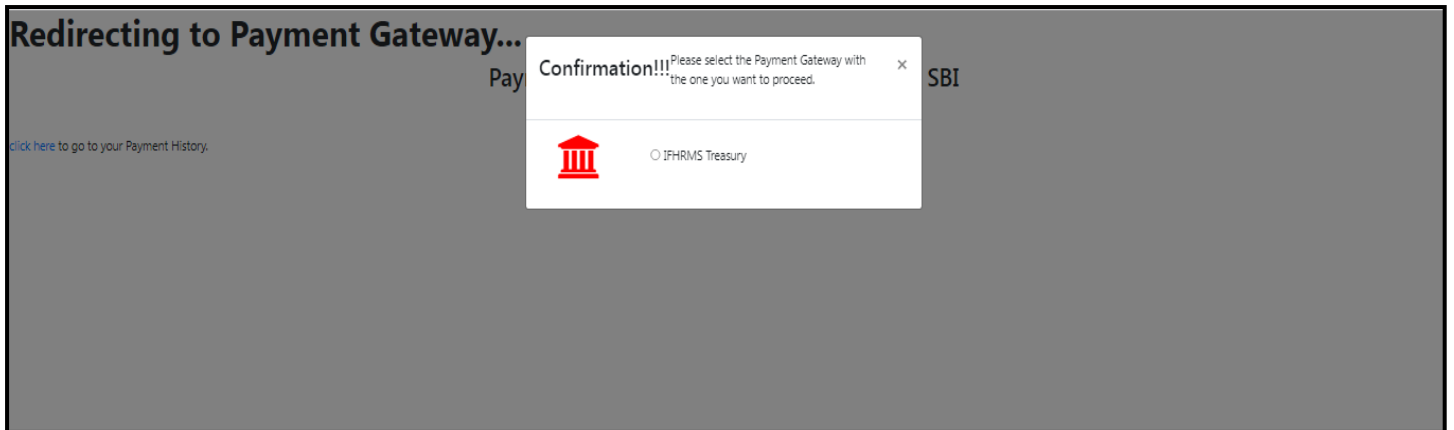 Redirecting to Payment Gateway...
Confirmation!!!
Please select the Payment Gateway with
the one you want to proceed.
×
SBI
click here to go to your Payment History.
IFHRMS Treasury